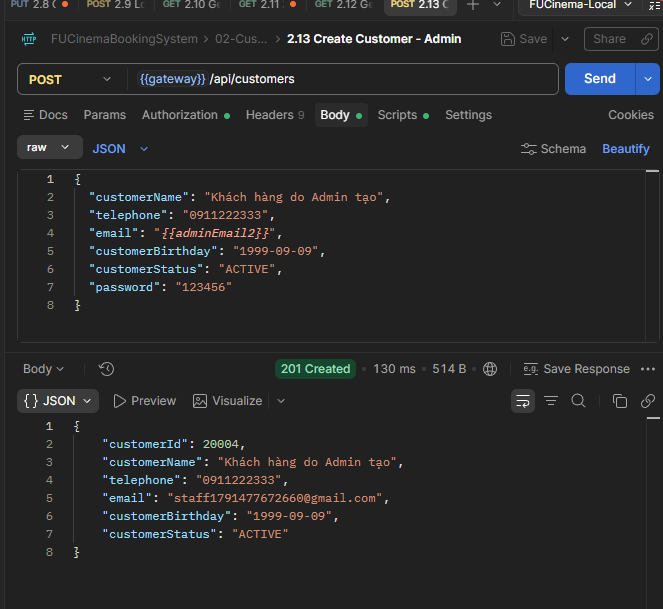 PUT 2.8 C POST 2.9 L GET 2.10 Ge GET 2.11 GET 2.12 Ge POST 2.13 C FUCinema-Local
HTTP FUCinemaBookingSystem > 02-Cus... > 2.13 Create Customer - Admin Save Share
POST {{gateway}} /api/customers Send
Docs Params Authorization Headers 9 Body Scripts Settings Cookies
raw JSON Schema Beautify
1 {
2 "customerName": "Khách hàng do Admin tạo",
3 "telephone": "0911222333",
4 "email": "{{adminEmail2}}",
5 "customerBirthday": "1999-09-09",
6 "customerStatus": "ACTIVE",
7 "password": "123456"
8 }
Body 201 Created 130 ms 514 B e.g. Save Response
{} JSON Preview Visualize
1 {
2 "customerId": 20004,
3 "customerName": "Khách hàng do Admin tạo",
4 "telephone": "0911222333",
5 "email": "staff1791477672660@gmail.com",
6 "customerBirthday": "1999-09-09",
7 "customerStatus": "ACTIVE"
8 }